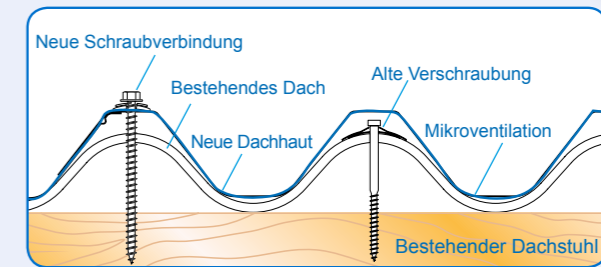 Neue Schraubverbindung
Bestehendes Dach
Alte Verschraubung
Neue Dachhaut
Mikroventilation
Bestehender Dachstuhl